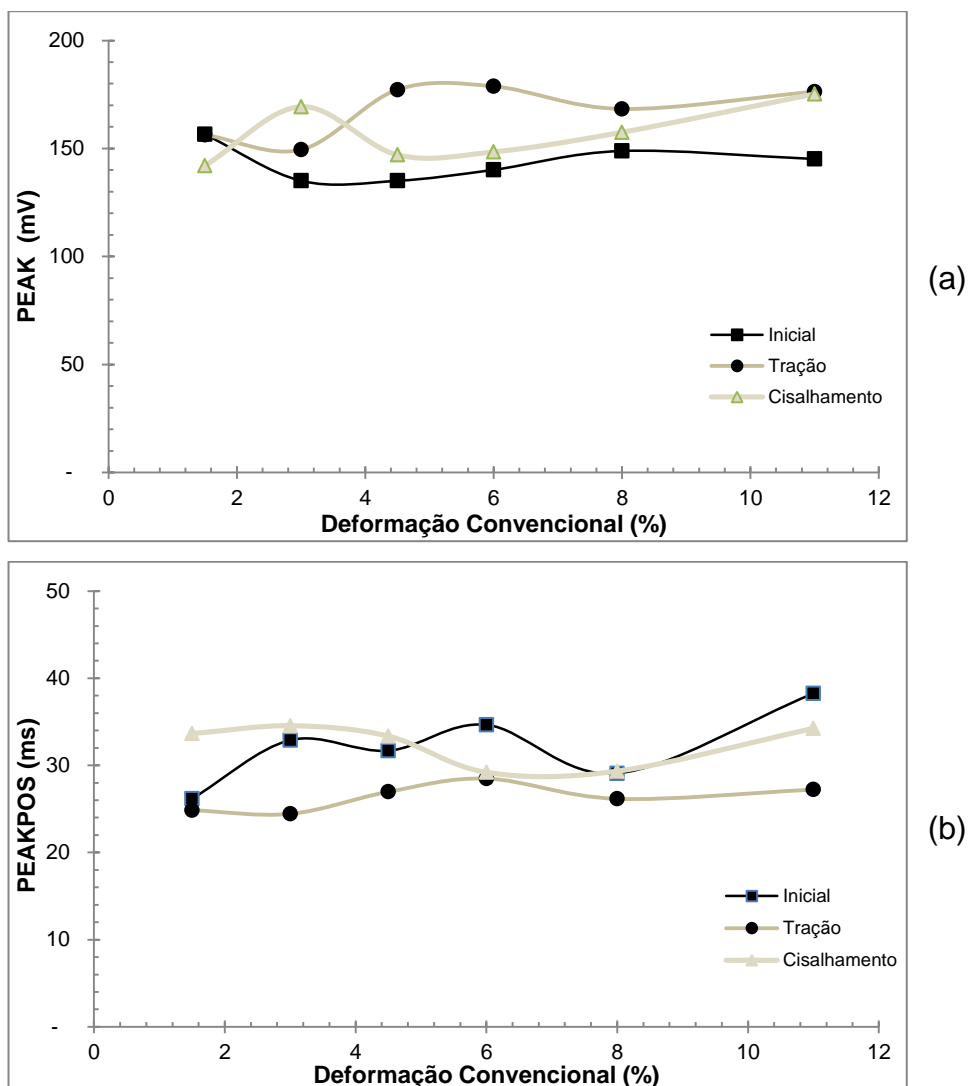 200
150
100
50
-
PEAK (mV)
0 2 4 6 8 10 12
Deformação Convencional (%)
Inicial
Tração
Cisalhamento
(a)
50
40
30
20
10
-
PEAKPOS (ms)
0 2 4 6 8 10 12
Deformação Convencional (%)
Inicial
Tração
Cisalhamento
(b)